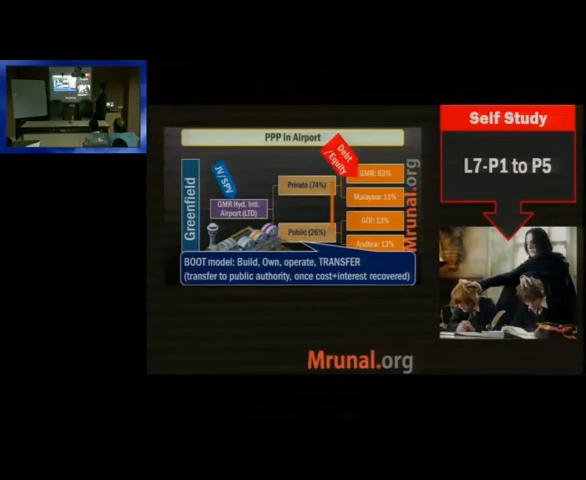 PPP in Airport
Debt
/Equity
JV/SPV
Greenfield
GMR Hyd. Intl.
Airport (LTD)
Private (74%)
Public (26%)
GMR: 63%
Malaysia: 11%
GOI: 13%
Andhra: 13%
Mrunal.org
BOOT model: Build, Own, operate, TRANSFER
(transfer to public authority, once cost+interest recovered)
Mrunal.org
Self Study
L7-P1 to P5